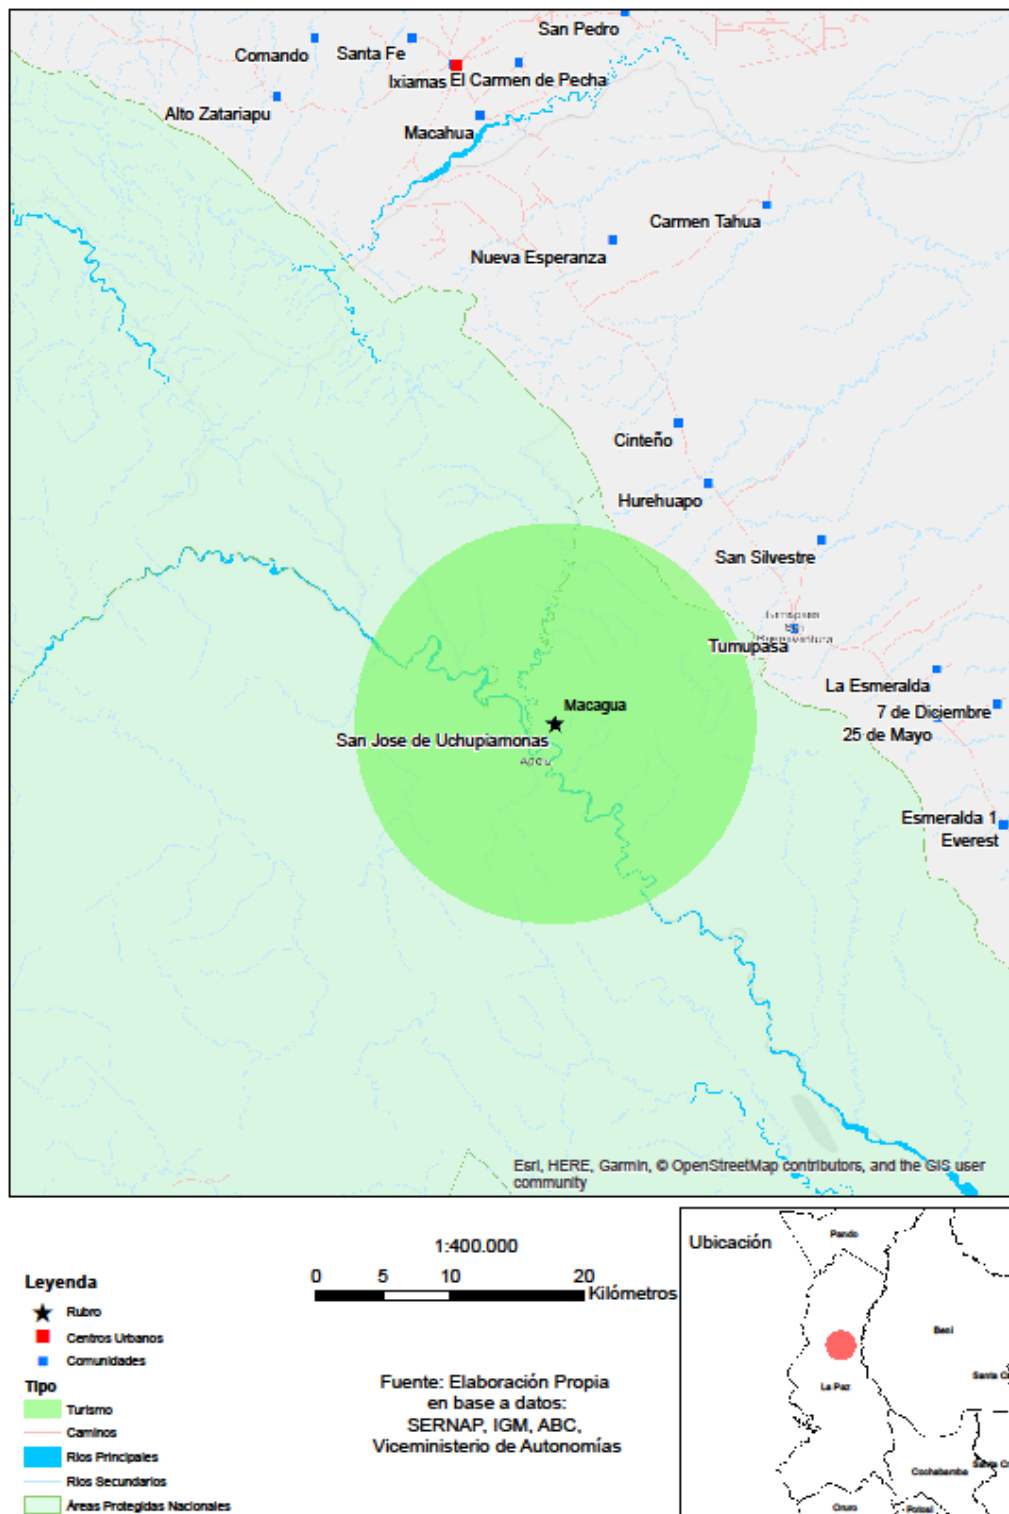 San Pedro
Comando
Santa Fe
Ixiamas
El Carmen de Pecha
Alto Zatariapu
Macahua
Carmen Tahua
Nueva Esperanza
Cinteño
Hurehuapo
San Silvestre
Tumupasa
La Esmeralda
7 de Diciembre
25 de Mayo
Macagua
San Jose de Uchupiamonas
Esmeralda 1
Everest
Esri, HERE, Garmin, © OpenStreetMap contributors, and the GIS user
community
1:400.000
0 5 10 20
Kilómetros
Leyenda
Rubro
Centros Urbanos
Comunidades
Tipo
Turismo
Caminos
Rios Principales
Rios Secundarios
Áreas Protegidas Nacionales
Fuente: Elaboración Propia
en base a datos:
SERNAP, IGM, ABC,
Viceministerio de Autonomías
Ubicación
Pando
Beni
Santa C
La Paz
Santa C
Cochabamba
Oruro
Potosí